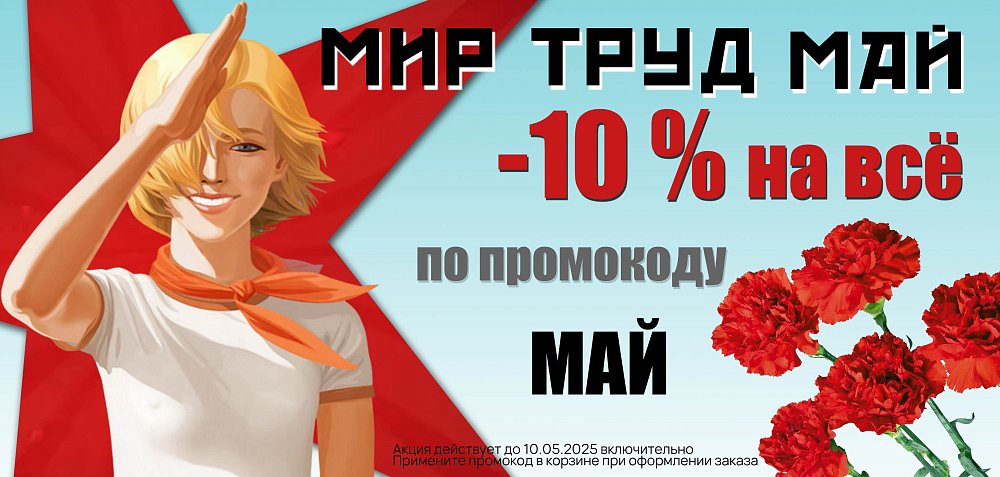 МИР ТРУД МАЙ
-10 % на всё
по промокоду
МАЙ
Акция действует до 10.05.2025 включительно
Примените промокод в корзине при оформлении заказа